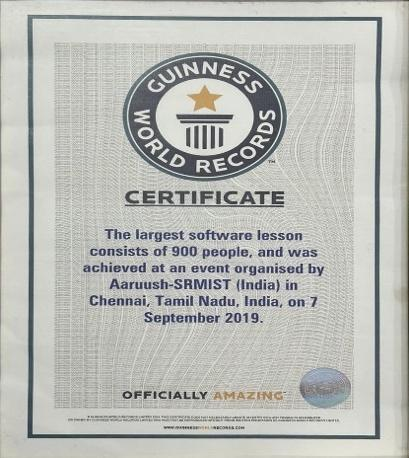 GUINNESS
WORLD RECORDS
™
CERTIFICATE
The largest software lesson
consists of 900 people, and was
achieved at an event organised by
Aaruush-SRMIST (India) in
Chennai, Tamil Nadu, India, on 7
September 2019.
OFFICIALLY AMAZING
WWW.GUINNESSWORLDRECORDS.COM